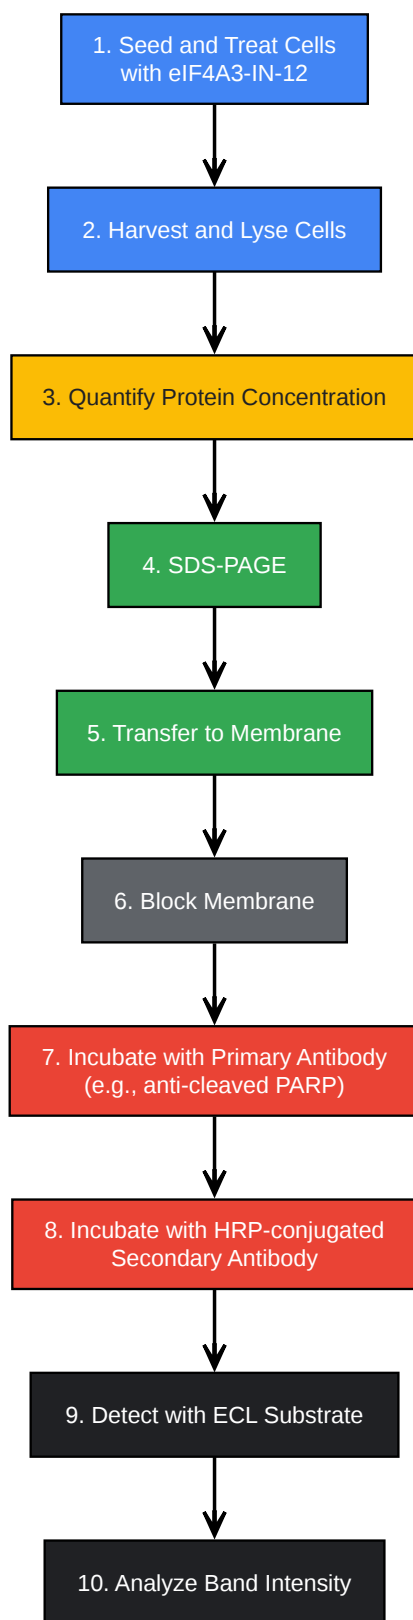 1. Seed and Treat Cells
with eIF4A3-IN-12
2. Harvest and Lyse Cells
3. Quantify Protein Concentration
4. SDS-PAGE
5. Transfer to Membrane
6. Block Membrane
7. Incubate with Primary Antibody
(e.g., anti-cleaved PARP)
8. Incubate with HRP-conjugated
Secondary Antibody
9. Detect with ECL Substrate
10. Analyze Band Intensity